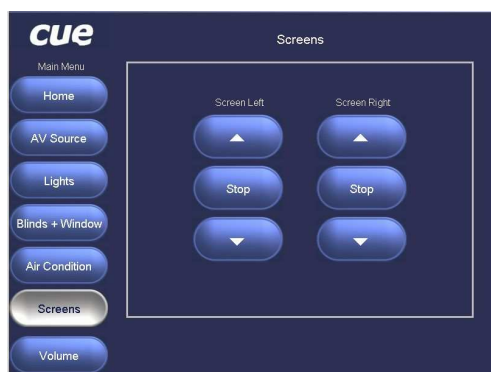 cue
Screens
Main Menu
Home
AV Source
Lights
Blinds + Window
Air Condition
Screens
Volume
Screen Left
Screen Right
Stop
Stop